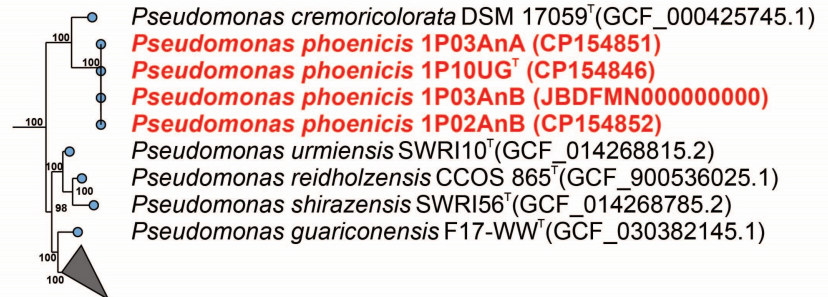 Pseudomonas cremoricolorata DSM 17059ᵀ(GCF_000425745.1)
Pseudomonas phoenicis 1P03AnA (CP154851)
Pseudomonas phoenicis 1P10UGᵀ (CP154846)
Pseudomonas phoenicis 1P03AnB (JBDFMN000000000)
Pseudomonas phoenicis 1P02AnB (CP154852)
Pseudomonas urmiensis SWRI10ᵀ(GCF_014268815.2)
Pseudomonas reidholzensis CCOS 865ᵀ(GCF_900536025.1)
Pseudomonas shirazensis SWRI56ᵀ(GCF_014268785.2)
Pseudomonas guariconensis F17-WWᵀ(GCF_030382145.1)
100
100
100
100
100
98
100
100